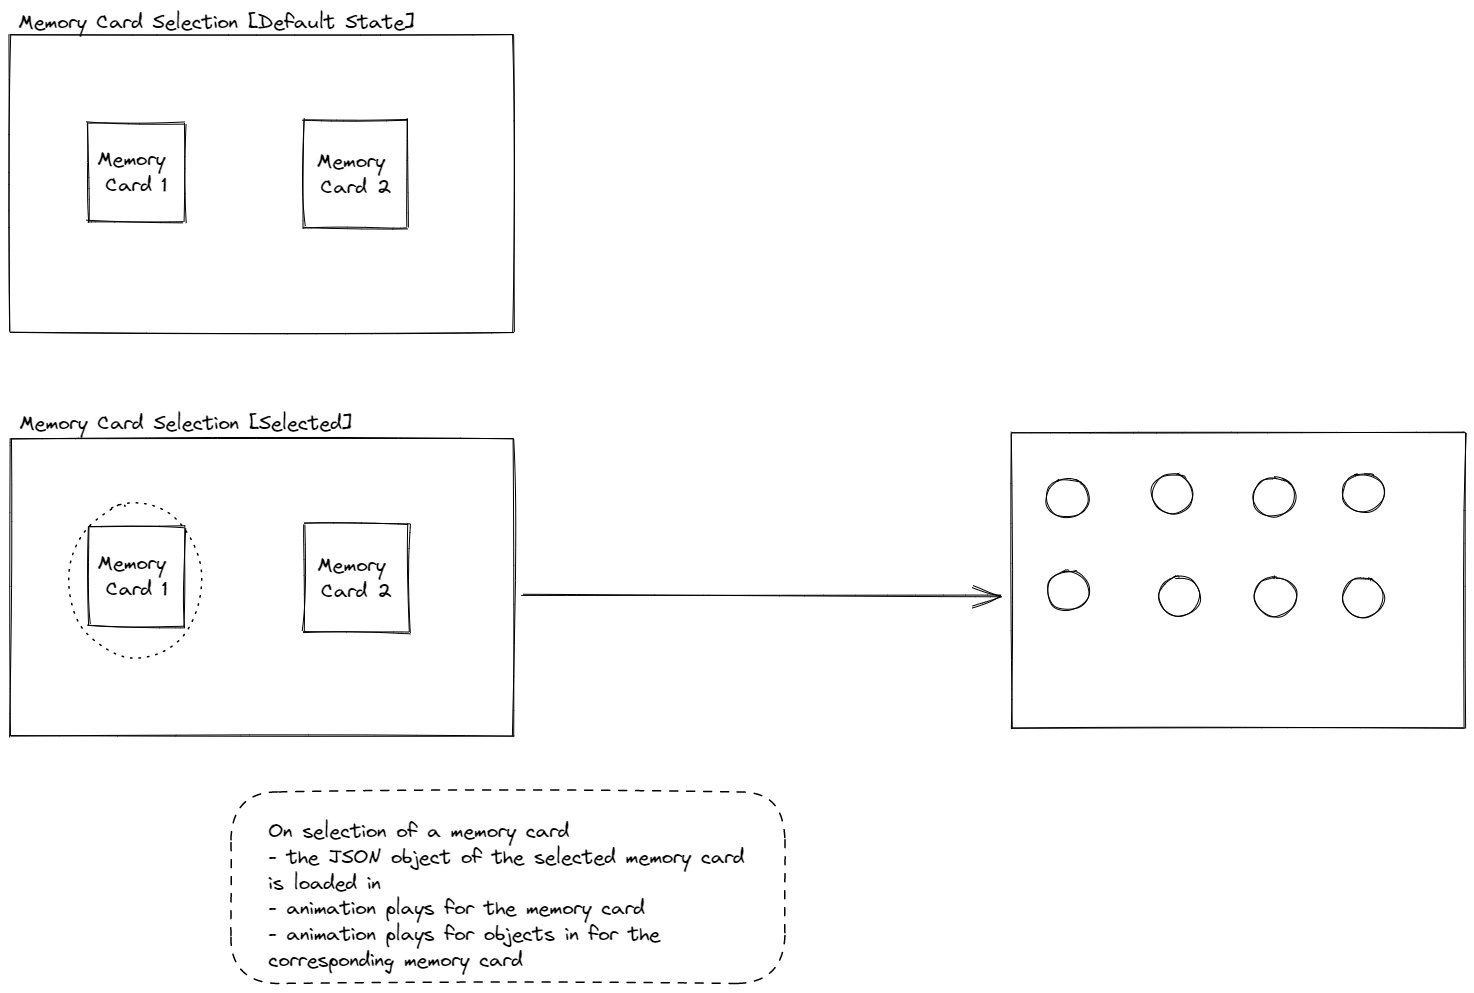 Memory Card Selection [Default State]
Memory
Card 1
Memory
Card 2
Memory Card Selection [Selected]
Memory
Card 1
Memory
Card 2
On selection of a memory card
- the JSON object of the selected memory card
is loaded in
- animation plays for the memory card
- animation plays for objects in for the
corresponding memory card